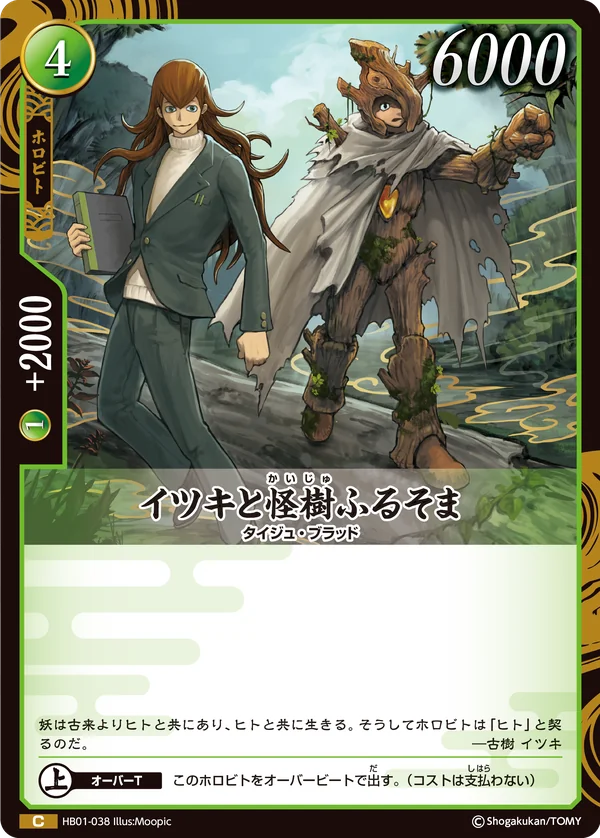 4
6000
ホロビト
+2000
1
H
かいじゅ
イツキと怪樹ふるそま
タイジュ・ブラッド
妖は古来よりヒトと共にあり、ヒトと共に生きる。そうしてホロビトは「ヒト」と契
るのだ。 ―古樹 イツキ
だ しはら
上 オーバーT このホロビトをオーバービートで出す。（コストは支払わない）
C HB01-038 Illus:Moopic ©Shogakukan/TOMY